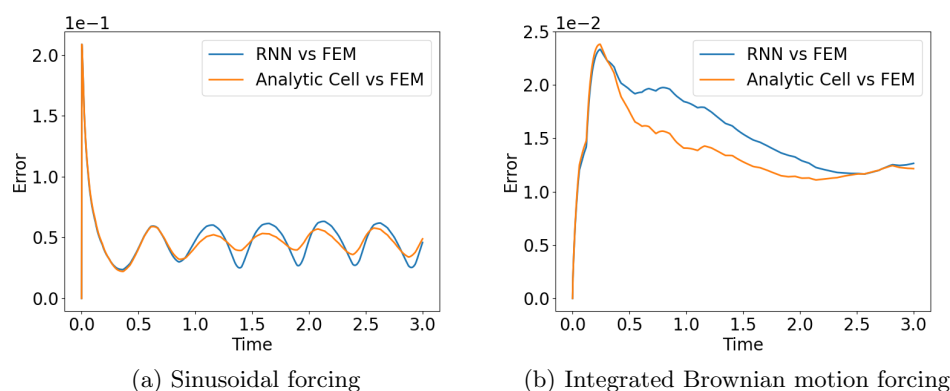 1e−1
2.0
1.5
1.0
0.5
0.0
Error
RNN vs FEM
Analytic Cell vs FEM
0.0 0.5 1.0 1.5 2.0 2.5 3.0
Time
(a) Sinusoidal forcing
1e−2
2.5
2.0
1.5
1.0
0.5
0.0
Error
RNN vs FEM
Analytic Cell vs FEM
0.0 0.5 1.0 1.5 2.0 2.5 3.0
Time
(b) Integrated Brownian motion forcing